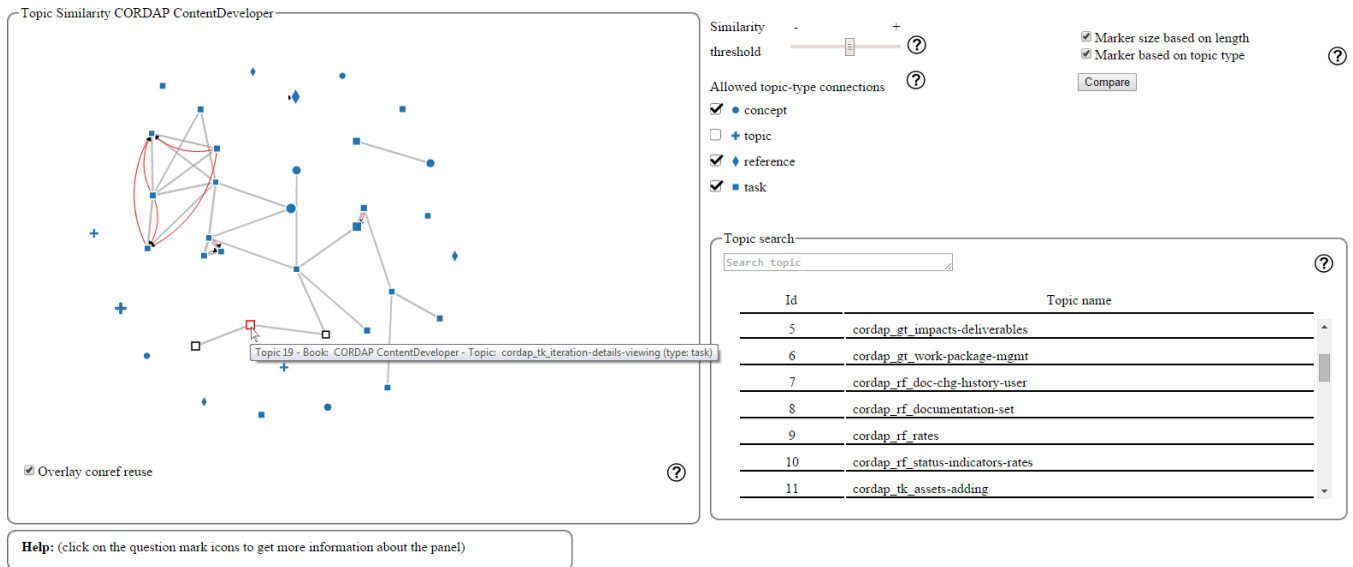 Topic Similarity CORDAP ContentDeveloper
Topic 19 - Book: CORDAP ContentDeveloper - Topic: cordap_tk_iteration-details-viewing (type: task)
Overlay conref reuse
?
Similarity - +
threshold
?
Allowed topic-type connections
?
concept
topic
reference
task
Marker size based on length
Marker based on topic type
?
Compare
Topic search
Search topic
?
Id Topic name
5 cordap_gt_impacts-deliverables
6 cordap_gt_work-package-mgmt
7 cordap_rf_doc-chg-history-user
8 cordap_rf_documentation-set
9 cordap_rf_rates
10 cordap_rf_status-indicators-rates
11 cordap_tk_assets-adding
Help: (click on the question mark icons to get more information about the panel)